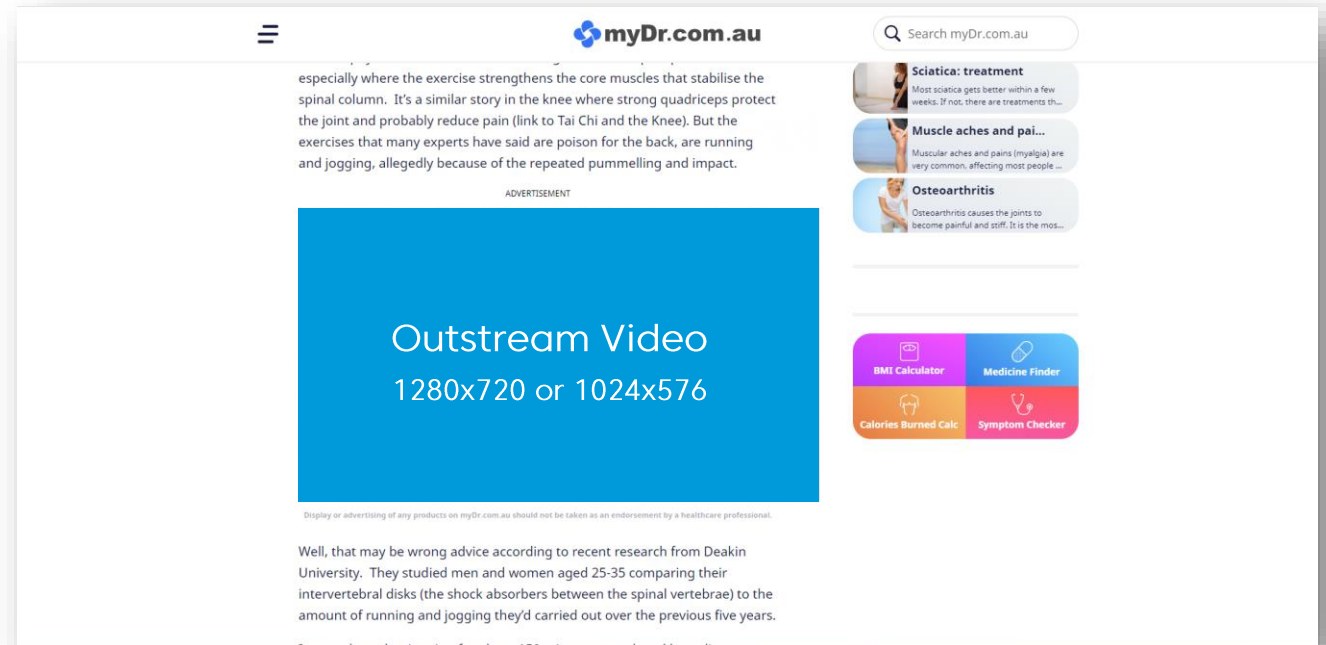 myDr.com.au
Search myDr.com.au
especially where the exercise strengthens the core muscles that stabilise the
spinal column.  It's a similar story in the knee where strong quadriceps protect
the joint and probably reduce pain (link to Tai Chi and the Knee). But the
exercises that many experts have said are poison for the back, are running
and jogging, allegedly because of the repeated pummelling and impact.
ADVERTISEMENT
Outstream Video
1280x720 or 1024x576
Display or advertising of any products on myDr.com.au should not be taken as an endorsement by a healthcare professional.
Well, that may be wrong advice according to recent research from Deakin
University.  They studied men and women aged 25-35 comparing their
intervertebral disks (the shock absorbers between the spinal vertebrae) to the
amount of running and jogging they'd carried out over the previous five years.
Sciatica: treatment
Most sciatica gets better within a few
weeks. If not, there are treatments th...
Muscle aches and pai...
Muscular aches and pains (myalgia) are
very common, affecting most people ...
Osteoarthritis
Osteoarthritis causes the joints to
become painful and stiff. It is the mos...
BMI Calculator
Medicine Finder
Calories Burned Calc
Symptom Checker